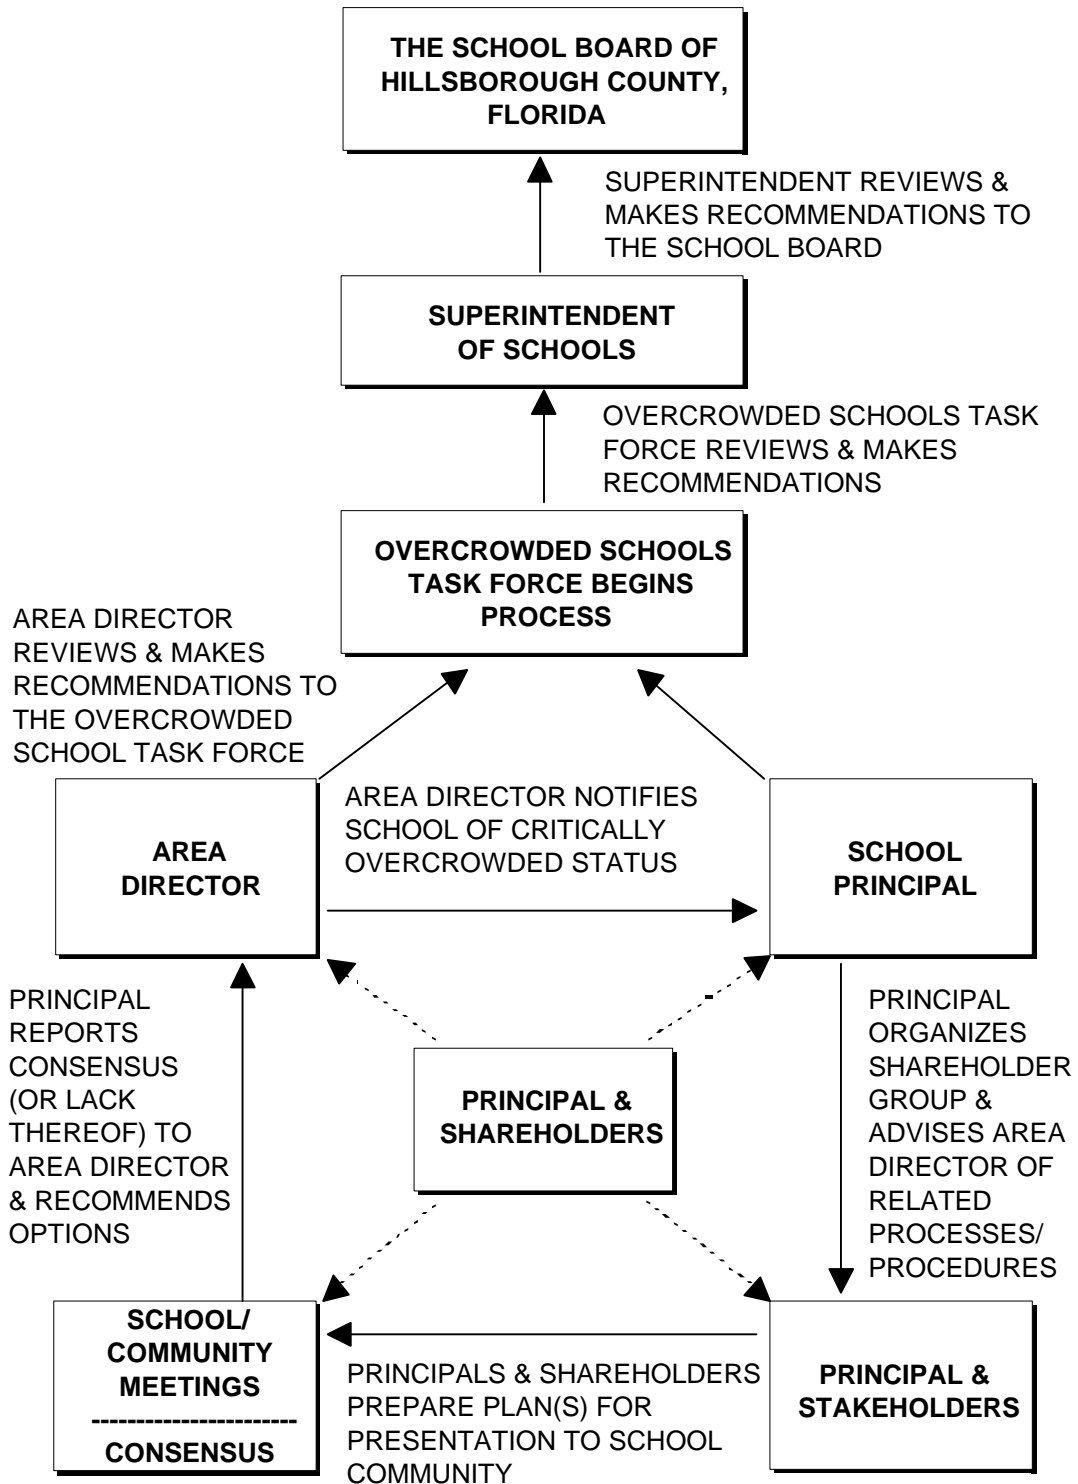 THE SCHOOL BOARD OF
HILLSBOROUGH COUNTY,
FLORIDA
SUPERINTENDENT REVIEWS &
MAKES RECOMMENDATIONS TO
THE SCHOOL BOARD
SUPERINTENDENT
OF SCHOOLS
OVERCROWDED SCHOOLS TASK
FORCE REVIEWS & MAKES
RECOMMENDATIONS
OVERCROWDED SCHOOLS
TASK FORCE BEGINS
PROCESS
AREA DIRECTOR
REVIEWS & MAKES
RECOMMENDATIONS TO
THE OVERCROWDED
SCHOOL TASK FORCE
AREA
DIRECTOR
AREA DIRECTOR NOTIFIES
SCHOOL OF CRITICALLY
OVERCROWDED STATUS
SCHOOL
PRINCIPAL
PRINCIPAL
REPORTS
CONSENSUS
(OR LACK
THEREOF) TO
AREA DIRECTOR
& RECOMMENDS
OPTIONS
PRINCIPAL &
SHAREHOLDERS
PRINCIPAL
ORGANIZES
SHAREHOLDER
GROUP &
ADVISES AREA
DIRECTOR OF
RELATED
PROCESSES/
PROCEDURES
SCHOOL/
COMMUNITY
MEETINGS
-----------------------
CONSENSUS
PRINCIPALS & SHAREHOLDERS
PREPARE PLAN(S) FOR
PRESENTATION TO SCHOOL
COMMUNITY
PRINCIPAL &
STAKEHOLDERS